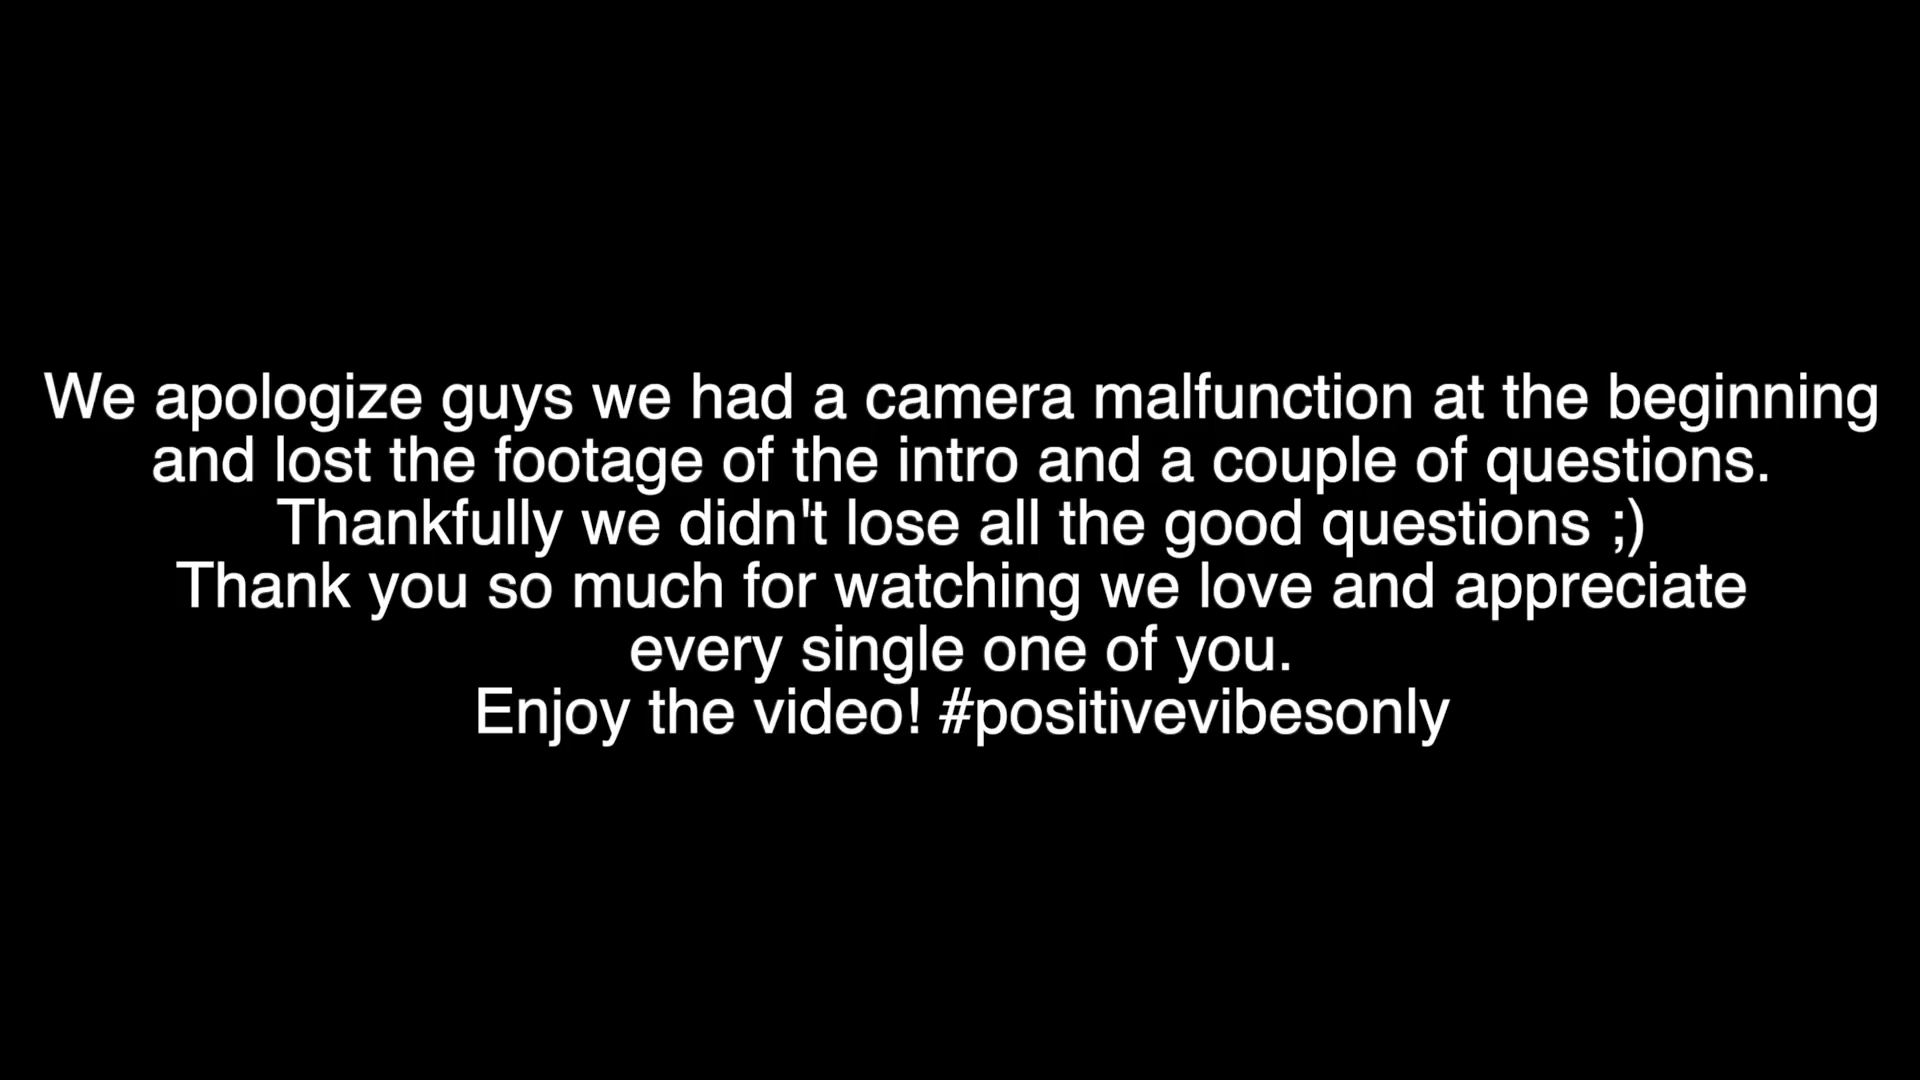 We apologize guys we had a camera malfunction at the beginning
and lost the footage of the intro and a couple of questions.
Thankfully we didn't lose all the good questions ;)
Thank you so much for watching we love and appreciate
every single one of you.
Enjoy the video! #positivevibesonly